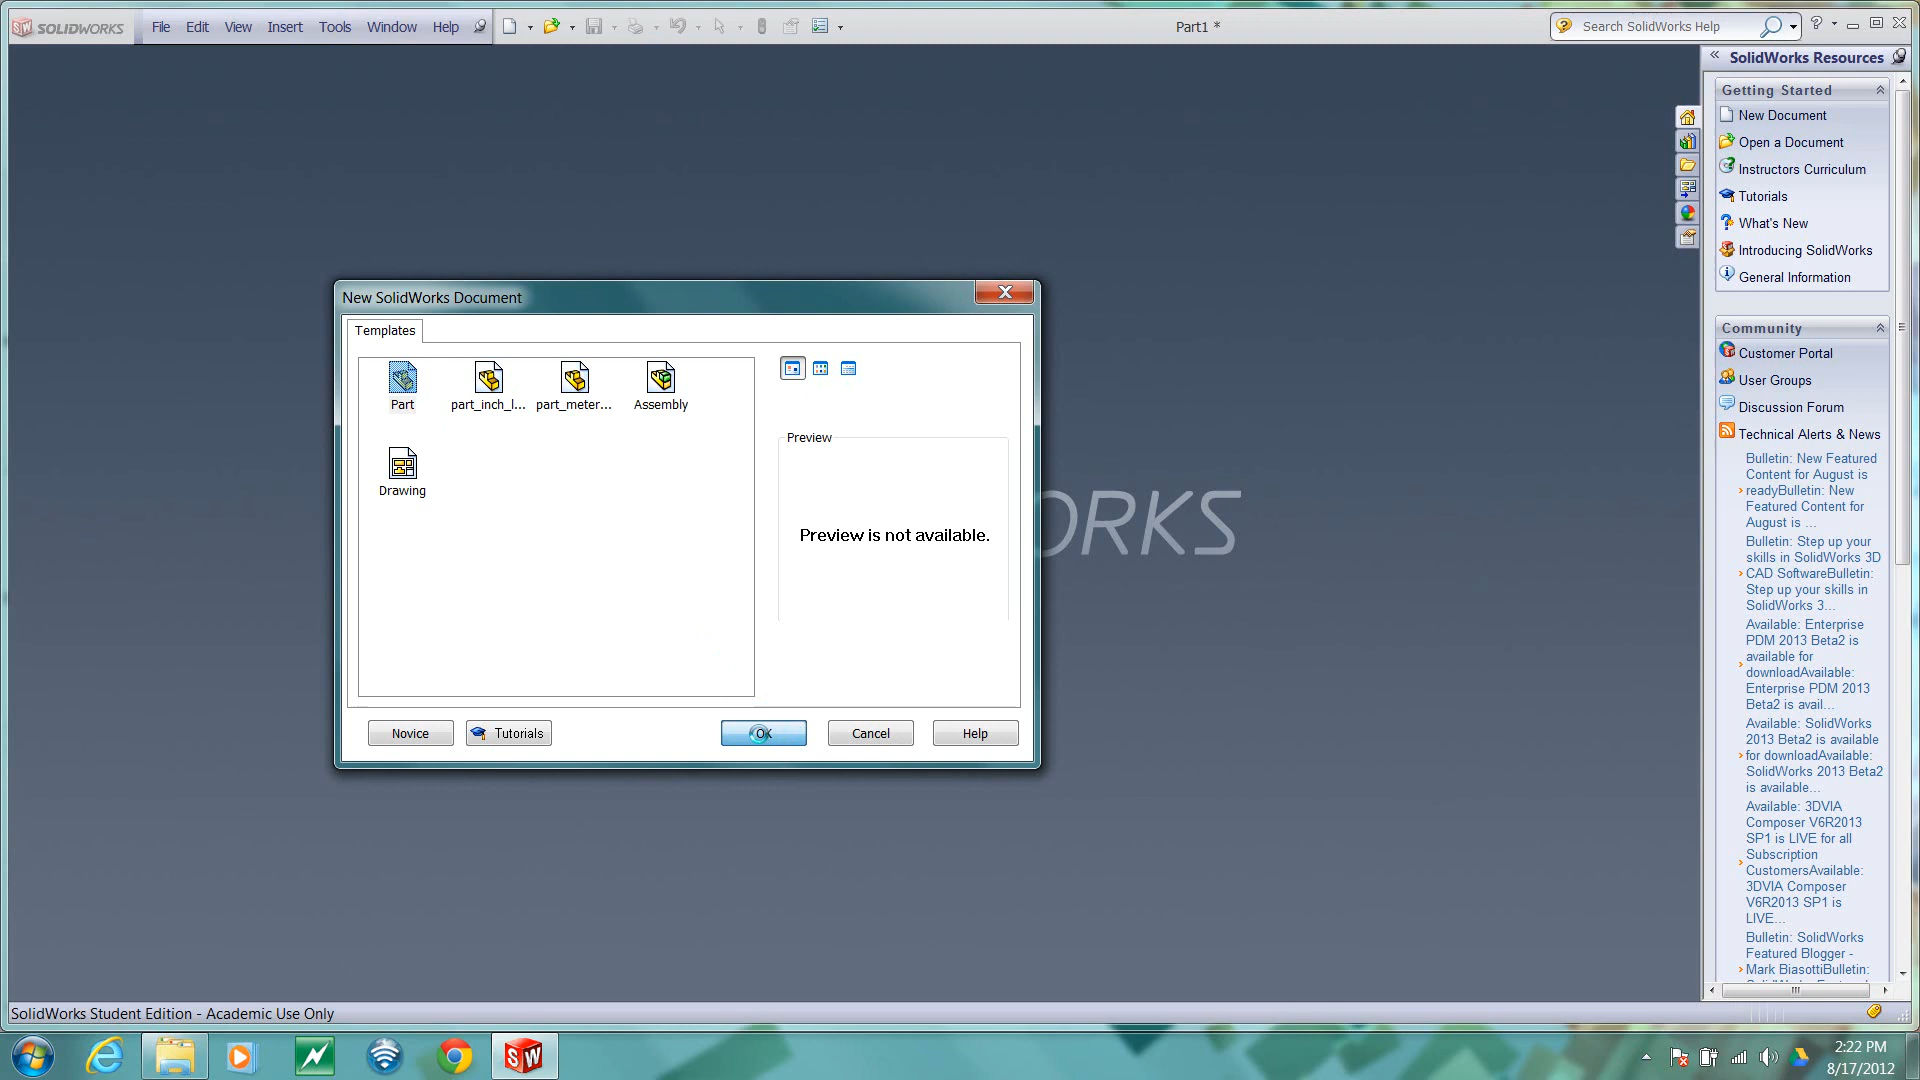 SOLIDWORKS File Edit View Insert Tools Window Help Part1 * Search SolidWorks Help
SolidWorks Resources
Getting Started
New Document
Open a Document
Instructors Curriculum
Tutorials
What's New
Introducing SolidWorks
General Information
Community
Customer Portal
User Groups
Discussion Forum
Technical Alerts & News
Bulletin: New Featured
Content for August is
readyBulletin: New
Featured Content for
August is ...
Bulletin: Step up your
skills in SolidWorks 3D
CAD SoftwareBulletin:
Step up your skills in
SolidWorks 3...
Available: Enterprise
PDM 2013 Beta2 is
available for
downloadAvailable:
Enterprise PDM 2013
Beta2 is avail...
Available: SolidWorks
2013 Beta2 is available
for downloadAvailable:
SolidWorks 2013 Beta2
is available...
Available: 3DVIA
Composer V6R2013
SP1 is LIVE for all
Subscription
CustomersAvailable:
3DVIA Composer
V6R2013 SP1 is
LIVE...
Bulletin: SolidWorks
Featured Blogger -
Mark BiasottiBulletin:
New SolidWorks Document
Templates
Part part_inch_l... part_meter... Assembly
Drawing
Preview
Preview is not available.
Novice Tutorials OK Cancel Help
ORKS
SolidWorks Student Edition - Academic Use Only
SW
2:22 PM
8/17/2012